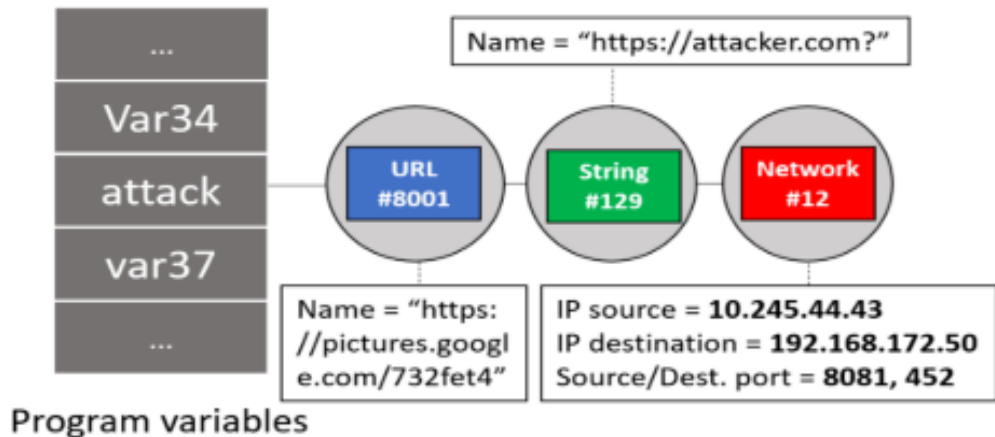 ...
Var34
attack
var37
...
Program variables
Name = “https://attacker.com?”
URL
#8001
String
#129
Network
#12
Name = “https:
//pictures.googl
e.com/732fet4”
IP source = 10.245.44.43
IP destination = 192.168.172.50
Source/Dest. port = 8081, 452